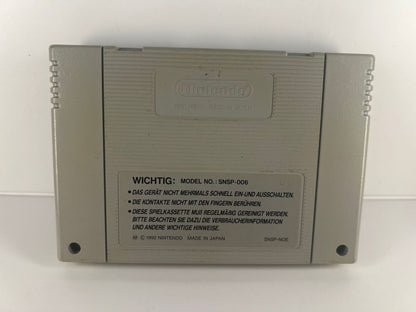 Nintendo
WICHTIG: MODEL NO.: SNSP-006
• DAS GERÄT NICHT MEHRMALS SCHNELL EIN-UND AUSSCHALTEN.
• DIE KONTAKTE NICHT MIT DEN FINGERN BERÜHREN.
• DIESE SPIELKASSETTE MUß REGELMÄßIG GEREINIGT WERDEN.
BITTE BEACHTEN SIE DAZU DIE VERBRAUCHERINFORMATION
UND ANDERE WICHTIGE HINWEISE.
© 1992 NINTENDO MADE IN JAPAN SNSP-NOE